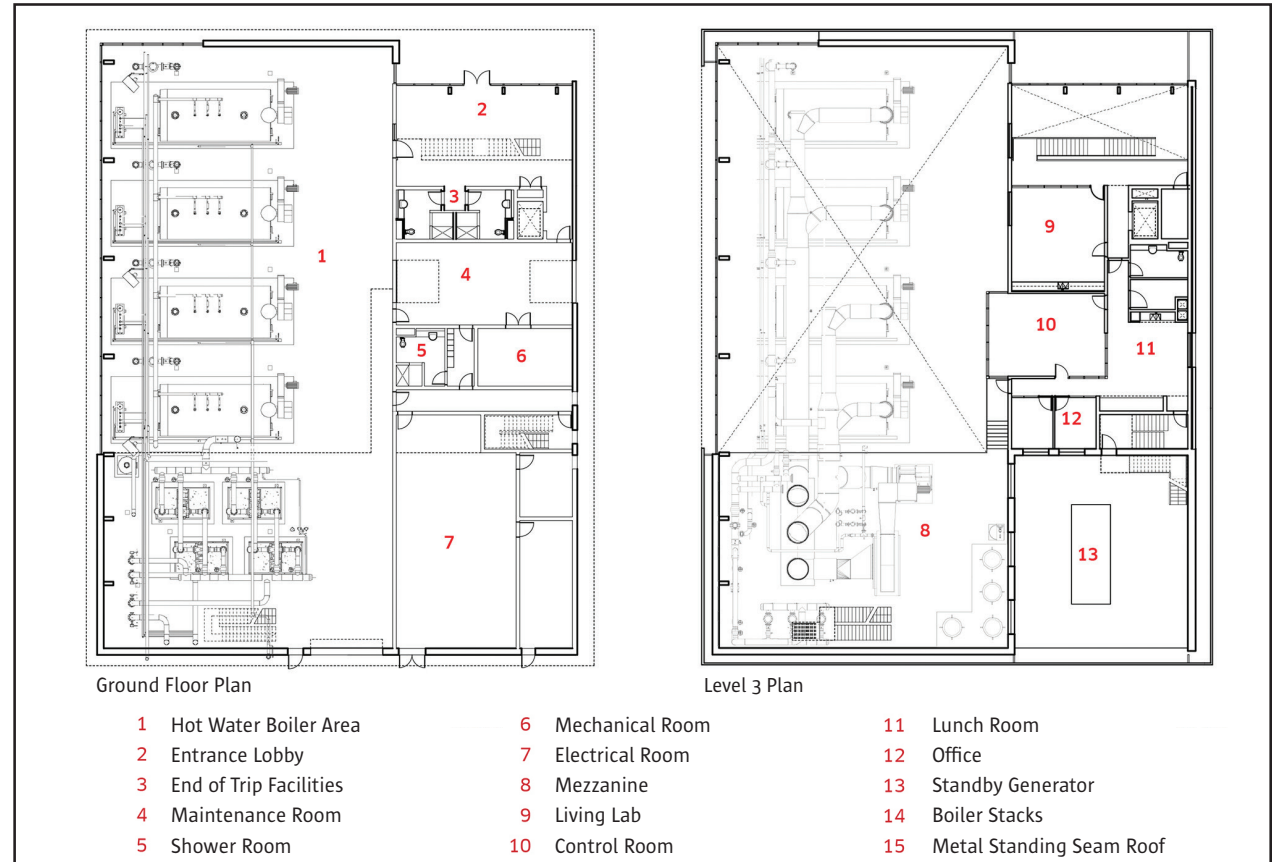 2
3
1
4
5
6
7
9
10
11
12
8
13
Ground Floor Plan
Level 3 Plan
1 Hot Water Boiler Area
2 Entrance Lobby
3 End of Trip Facilities
4 Maintenance Room
5 Shower Room
6 Mechanical Room
7 Electrical Room
8 Mezzanine
9 Living Lab
10 Control Room
11 Lunch Room
12 Office
13 Standby Generator
14 Boiler Stacks
15 Metal Standing Seam Roof